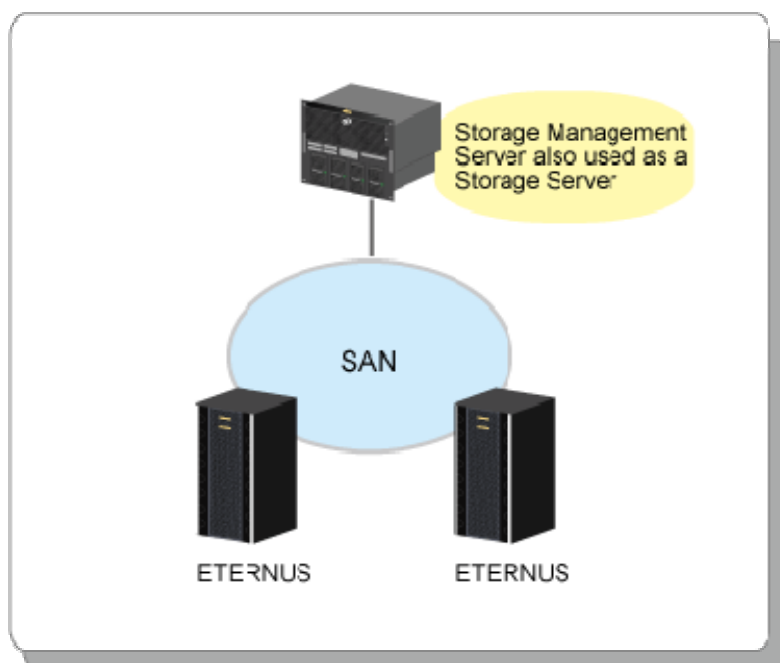 Storage Management
Server also used as a
Storage Server
SAN
ETERNUS
ETERNUS